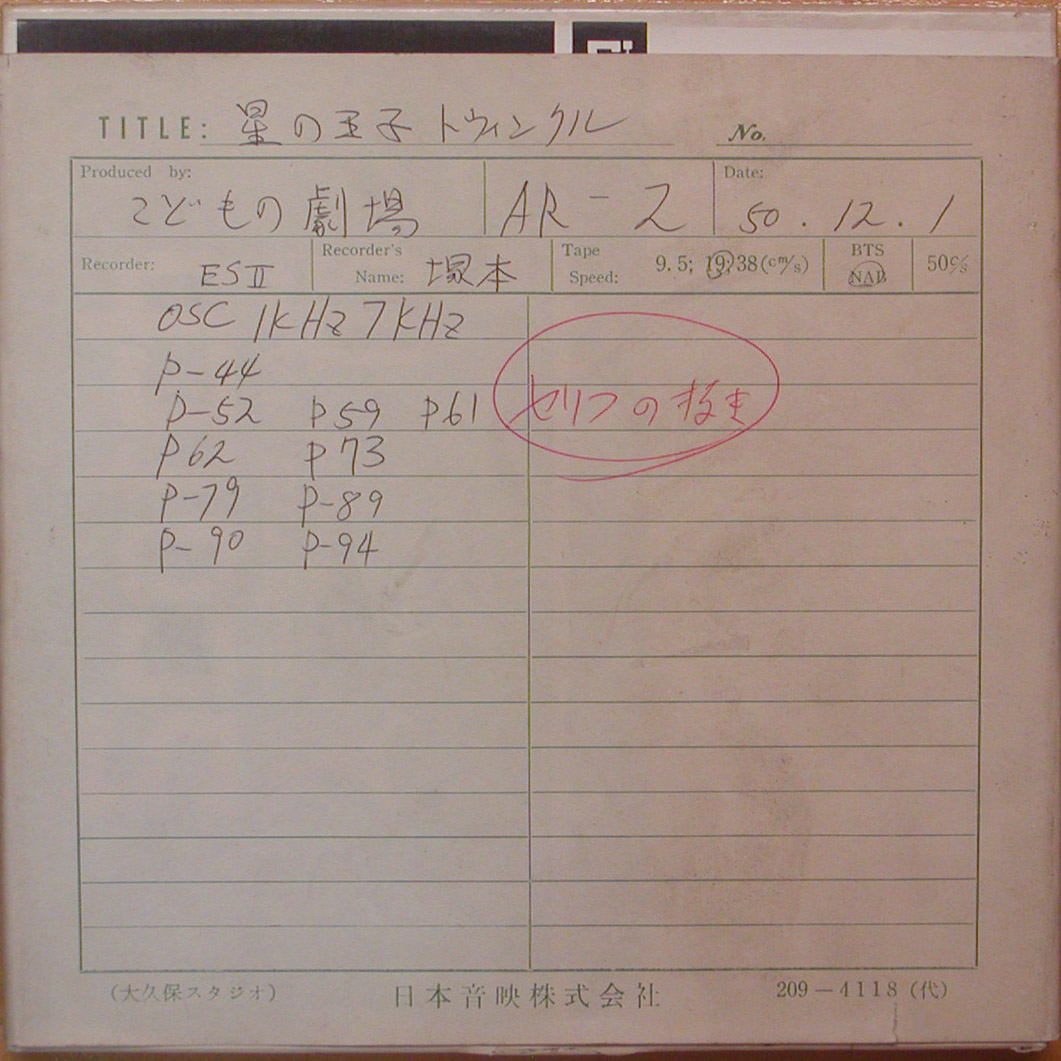 TITLE: 星の王子トウィンクル No.
Produced by: こどもの劇場 AR-2 Date: 50.12.1
Recorder: ESⅡ Recorder's Name: 塚本 Tape Speed: 9.5; 19; 38(cm/s) BTS NAB 50c/s
OSC 1kHz 7kHz
P-44
P-52 P59 P61 セリフの抜き
P62 P73
P-79 P-89
P-90 P-94
(大久保スタジオ) 日本音映株式会社 209-4118(代)